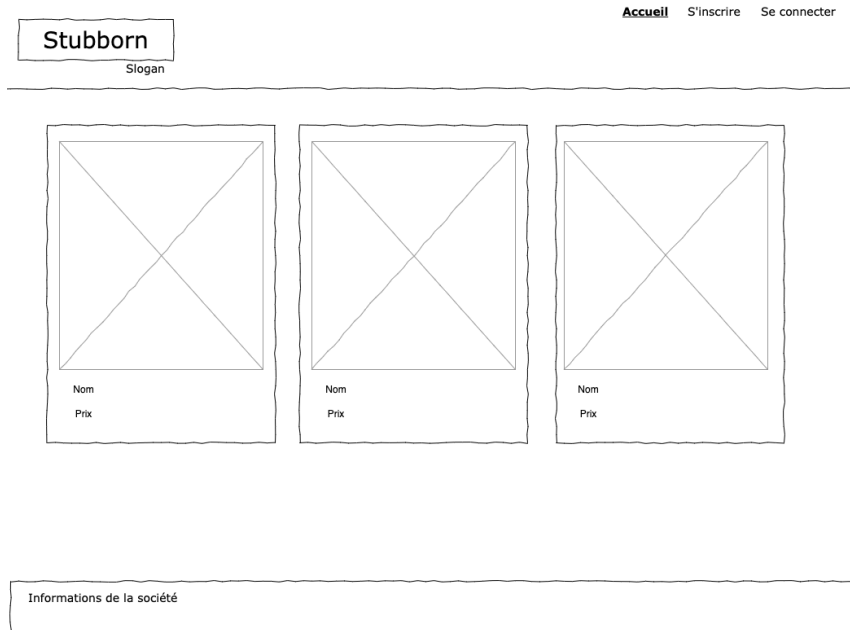 Accueil S'inscrire Se connecter
Stubborn
Slogan
Nom Nom Nom
Prix Prix Prix
Informations de la société